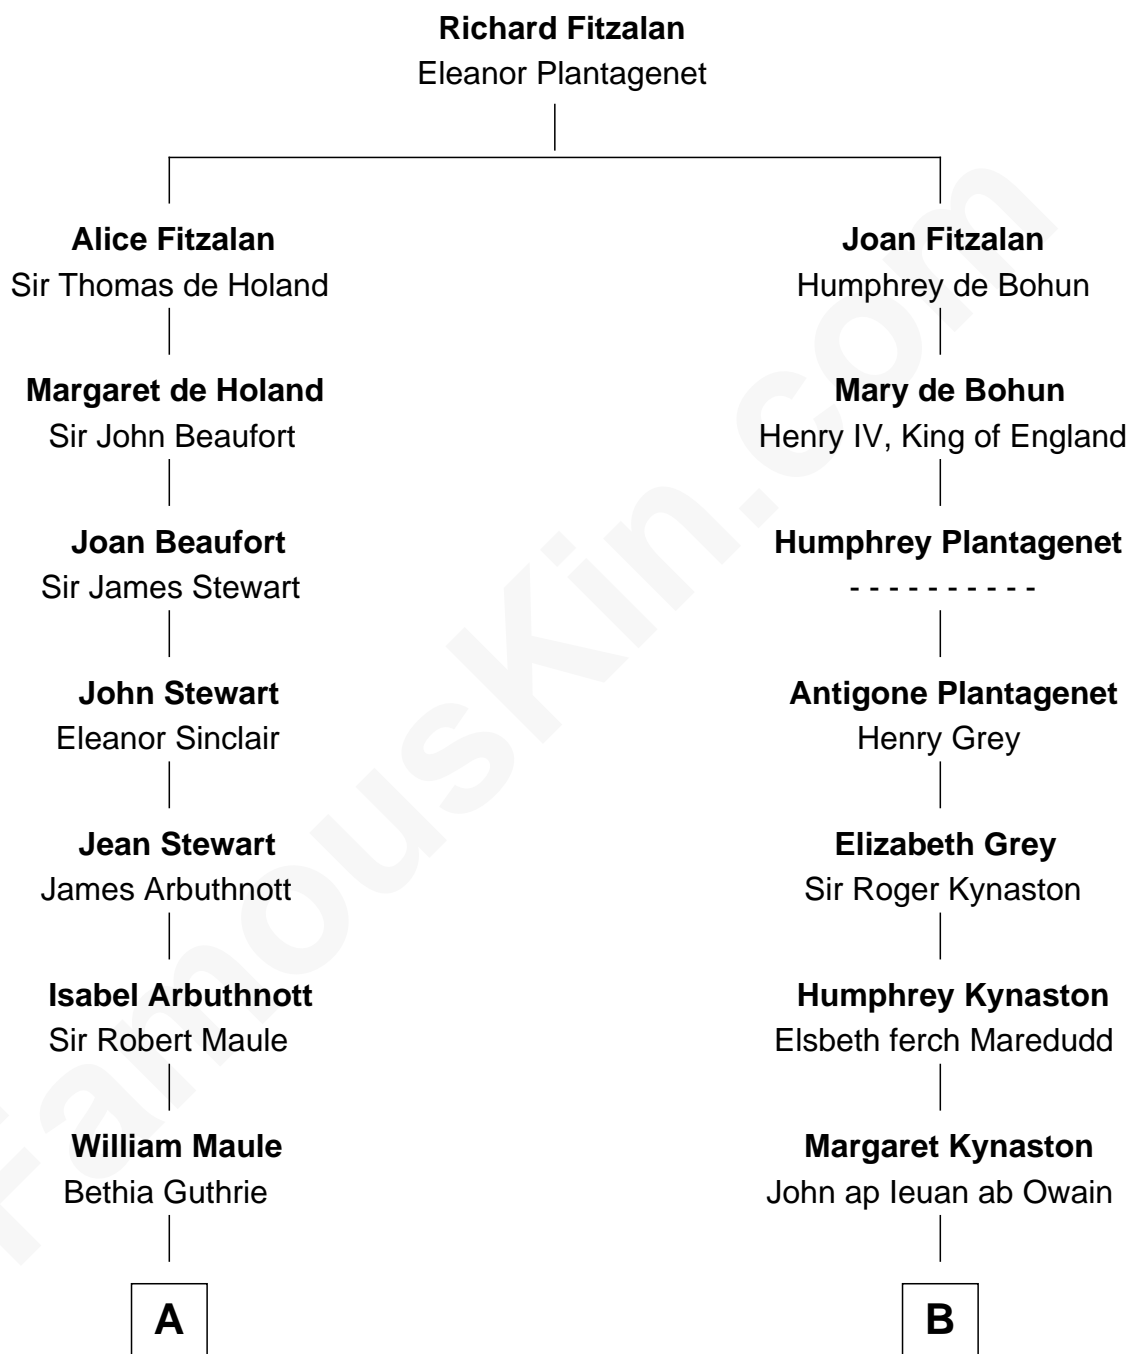 Richard Fitzalan
Eleanor Plantagenet
Alice Fitzalan
Sir Thomas de Holand
Joan Fitzalan
Humphrey de Bohun
Margaret de Holand
Sir John Beaufort
Mary de Bohun
Henry IV, King of England
Joan Beaufort
Sir James Stewart
Humphrey Plantagenet
- - - - - - - - - -
John Stewart
Eleanor Sinclair
Antigone Plantagenet
Henry Grey
Jean Stewart
James Arbuthnott
Elizabeth Grey
Sir Roger Kynaston
Isabel Arbuthnott
Sir Robert Maule
Humphrey Kynaston
Elsbeth ferch Maredudd
William Maule
Bethia Guthrie
Margaret Kynaston
John ap Ieuan ab Owain
A
B
FamousKin.com